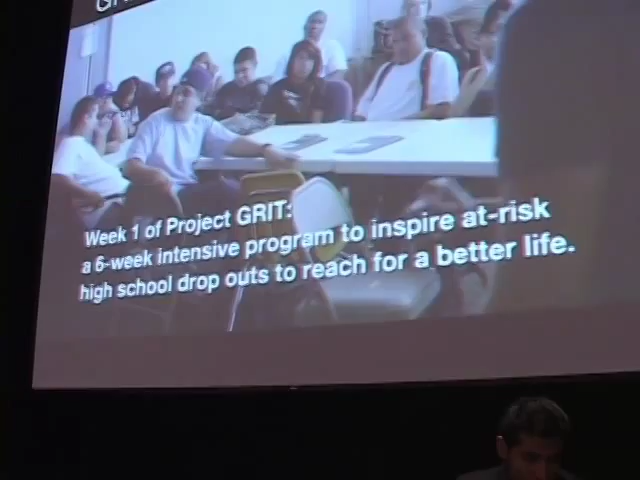 Week 1 of Project GRIT:
a 6-week intensive program to inspire at-risk
high school drop outs to reach for a better life.